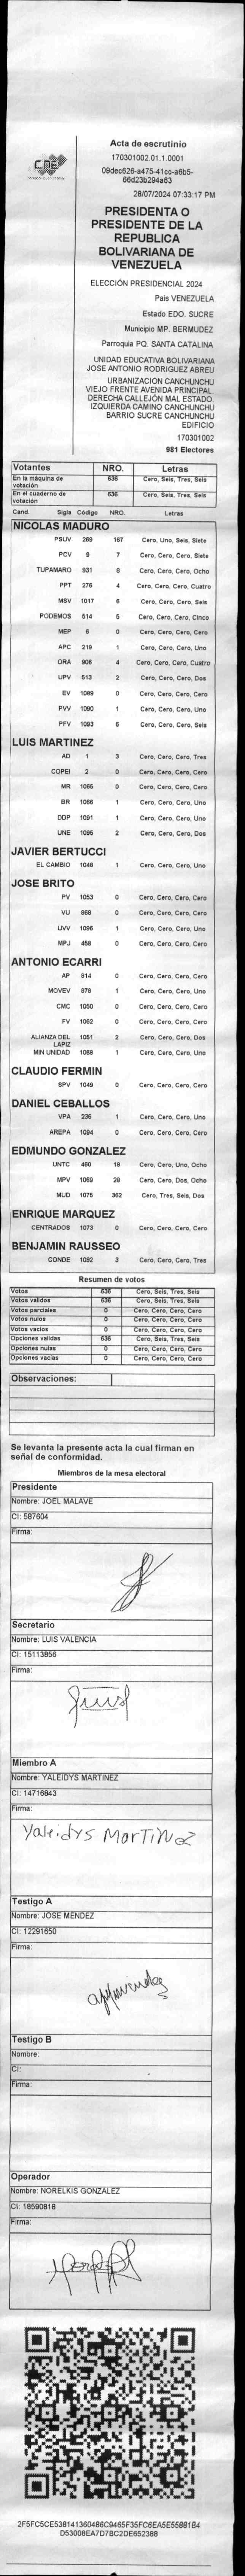 CNE
Acta de escrutinio
170301002.01.1.0001
09dec626-a475-41cc-a6b5-
66d23b294a63
28/07/2024 07:33:17 PM
PRESIDENTA O
PRESIDENTE DE LA
REPUBLICA
BOLIVARIANA DE
VENEZUELA
ELECCIÓN PRESIDENCIAL 2024
Pais VENEZUELA
Estado EDO. SUCRE
Municipio MP. BERMUDEZ
Parroquia PQ. SANTA CATALINA
UNIDAD EDUCATIVA BOLIVARIANA
JOSE ANTONIO RODRIGUEZ ABREU
URBANIZACION CANCHUNCHU
VIEJO FRENTE AVENIDA PRINCIPAL.
DERECHA CALLEJÓN MAL ESTADO.
IZQUIERDA CAMINO CANCHUNCHU
BARRIO SUCRE CANCHUNCHU
EDIFICIO
170301002
981 Electores
Votantes NRO. Letras
En la máquina de votación 636 Cero, Seis, Tres, Seis
En el cuaderno de votación 636 Cero, Seis, Tres, Seis
Cand. Sigla Código NRO. Letras
NICOLAS MADURO
PSUV 269 167 Cero, Uno, Seis, Siete
PCV 9 7 Cero, Cero, Cero, Siete
TUPAMARO 931 8 Cero, Cero, Cero, Ocho
PPT 276 4 Cero, Cero, Cero, Cuatro
MSV 1017 6 Cero, Cero, Cero, Seis
PODEMOS 514 5 Cero, Cero, Cero, Cinco
MEP 6 0 Cero, Cero, Cero, Cero
APC 219 1 Cero, Cero, Cero, Uno
ORA 908 4 Cero, Cero, Cero, Cuatro
UPV 613 2 Cero, Cero, Cero, Dos
EV 1089 0 Cero, Cero, Cero, Cero
PVV 1090 1 Cero, Cero, Cero, Uno
PFV 1093 6 Cero, Cero, Cero, Seis
LUIS MARTINEZ
AD 1 3 Cero, Cero, Cero, Tres
COPEI 2 0 Cero, Cero, Cero, Cero
MR 1065 0 Cero, Cero, Cero, Cero
BR 1066 1 Cero, Cero, Cero, Uno
DDP 1091 1 Cero, Cero, Cero, Uno
UNE 1095 2 Cero, Cero, Cero, Dos
JAVIER BERTUCCI
EL CAMBIO 1048 1 Cero, Cero, Cero, Uno
JOSE BRITO
PV 1053 0 Cero, Cero, Cero, Cero
VU 868 0 Cero, Cero, Cero, Cero
UVV 1096 1 Cero, Cero, Cero, Uno
MPJ 458 0 Cero, Cero, Cero, Cero
ANTONIO ECARRI
AP 814 0 Cero, Cero, Cero, Cero
MOVEV 878 1 Cero, Cero, Cero, Uno
CMC 1050 0 Cero, Cero, Cero, Cero
FV 1062 0 Cero, Cero, Cero, Cero
ALIANZA DEL LAPIZ 1051 2 Cero, Cero, Cero, Dos
MIN UNIDAD 1068 1 Cero, Cero, Cero, Uno
CLAUDIO FERMIN
SPV 1049 0 Cero, Cero, Cero, Cero
DANIEL CEBALLOS
VPA 236 1 Cero, Cero, Cero, Uno
AREPA 1094 0 Cero, Cero, Cero, Cero
EDMUNDO GONZALEZ
UNTC 460 18 Cero, Cero, Uno, Ocho
MPV 1069 28 Cero, Cero, Dos, Ocho
MUD 1076 362 Cero, Tres, Seis, Dos
ENRIQUE MARQUEZ
CENTRADOS 1073 0 Cero, Cero, Cero, Cero
BENJAMIN RAUSSEO
CONDE 1092 3 Cero, Cero, Cero, Tres
Resumen de votos
Votos 636 Cero, Seis, Tres, Seis
Votos validos 636 Cero, Seis, Tres, Seis
Votos parciales 0 Cero, Cero, Cero, Cero
Votos nulos 0 Cero, Cero, Cero, Cero
Votos vacios 0 Cero, Cero, Cero, Cero
Opciones validas 636 Cero, Seis, Tres, Seis
Opciones nulas 0 Cero, Cero, Cero, Cero
Opciones vacias 0 Cero, Cero, Cero, Cero
Observaciones:
Se levanta la presente acta la cual firman en
señal de conformidad.
Miembros de la mesa electoral
Presidente
Nombre: JOEL MALAVE
CI: 587604
Firma:
Secretario
Nombre: LUIS VALENCIA
CI: 15113856
Firma:
Miembro A
Nombre: YALEIDYS MARTINEZ
CI: 14716843
Firma:
Yaleidys MarTiNez
Testigo A
Nombre: JOSE MENDEZ
CI: 12291650
Firma:
Testigo B
Nombre:
CI:
Firma:
Operador
Nombre: NORELKIS GONZALEZ
CI: 18590818
Firma:
2F5FC5CE538141360486C9465F35FC6EA5E55881B4
D53008EA7D7BC2DE652388